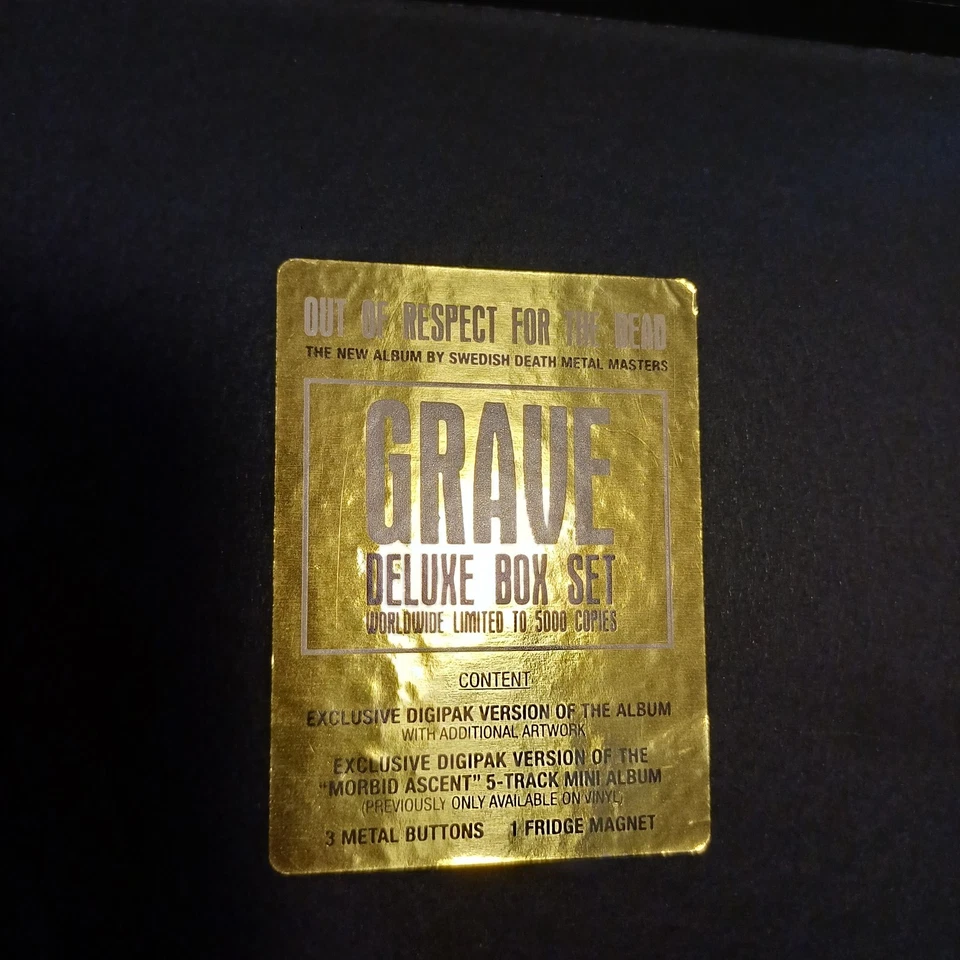 OUT OF RESPECT FOR THE DEAD
THE NEW ALBUM BY SWEDISH DEATH METAL MASTERS
GRAVE
DELUXE BOX SET
WORLDWIDE LIMITED TO 5000 COPIES
CONTENT
EXCLUSIVE DIGIPAK VERSION OF THE ALBUM
WITH ADDITIONAL ARTWORK
EXCLUSIVE DIGIPAK VERSION OF THE
"MORBID ASCENT" 5-TRACK MINI ALBUM
(PREVIOUSLY ONLY AVAILABLE ON VINYL)
3 METAL BUTTONS 1 FRIDGE MAGNET